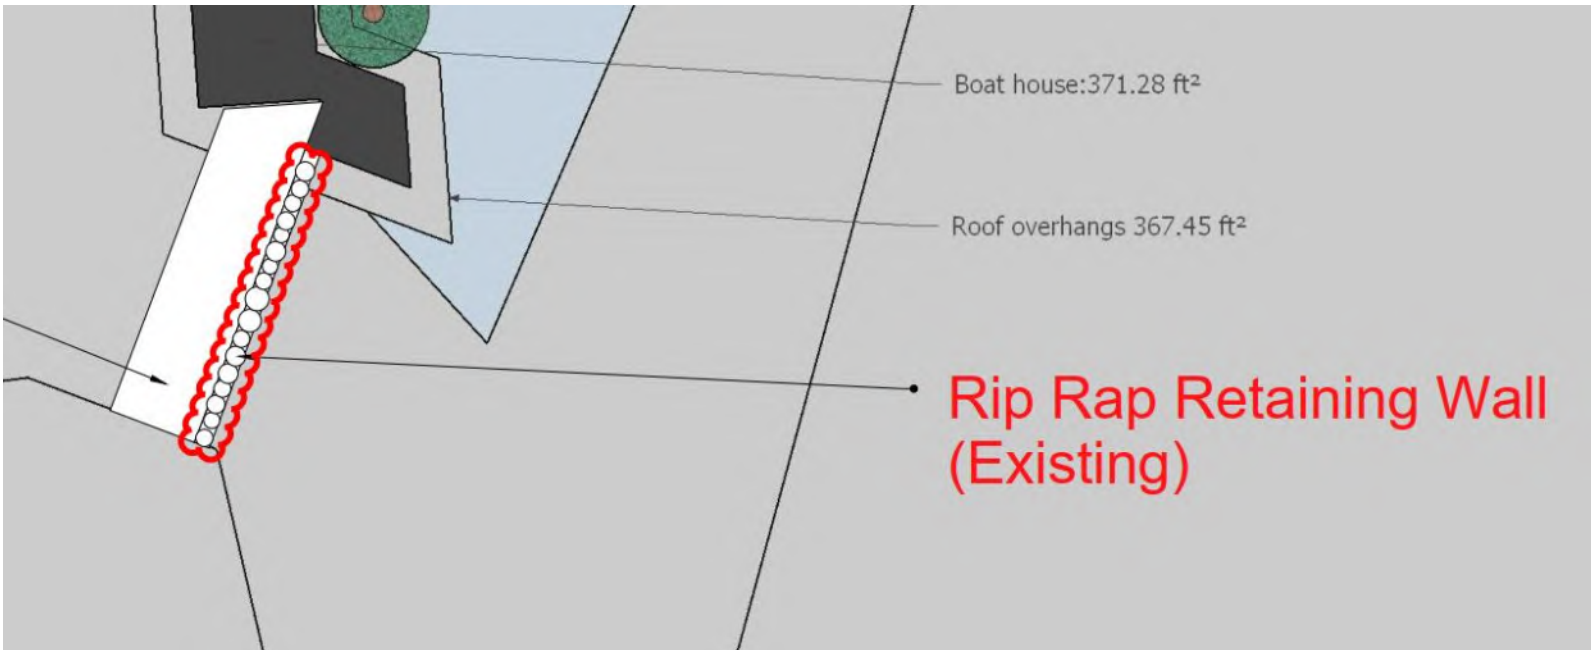 Boat house:371.28 ft²
Roof overhangs 367.45 ft²
Rip Rap Retaining Wall
(Existing)